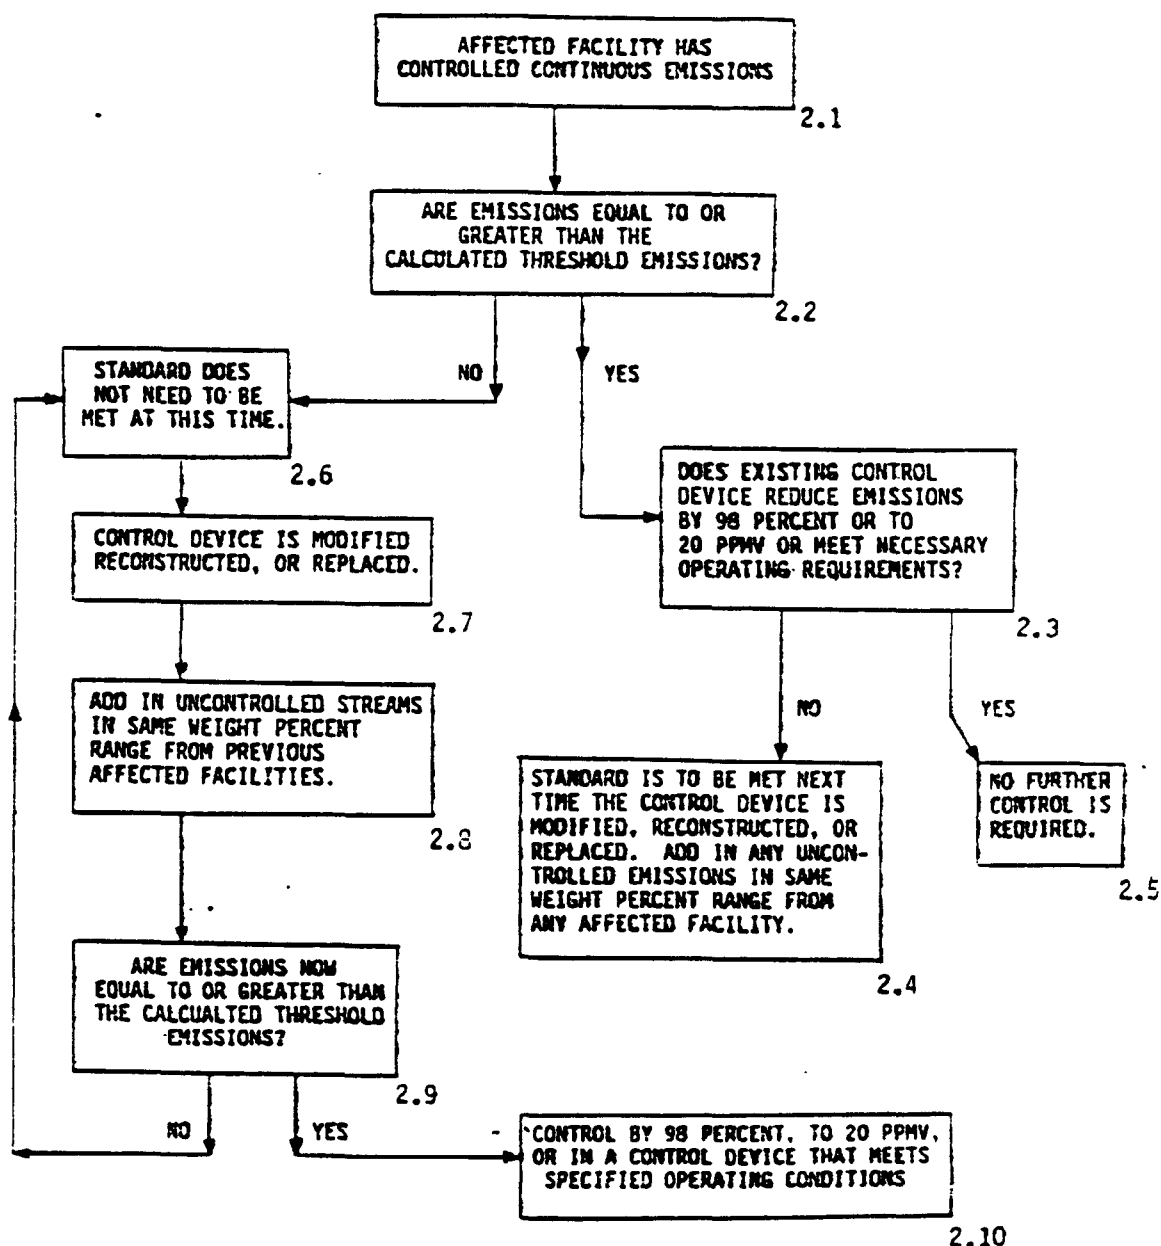 AFFECTED FACILITY HAS
CONTROLLED CONTINUOUS EMISSIONS
2.1
ARE EMISSIONS EQUAL TO OR
GREATER THAN THE
CALCULATED THRESHOLD EMISSIONS?
2.2
NO
YES
STANDARD DOES
NOT NEED TO BE
MET AT THIS TIME.
2.6
DOES EXISTING CONTROL
DEVICE REDUCE EMISSIONS
BY 98 PERCENT OR TO
20 PPMV OR MEET NECESSARY
OPERATING REQUIREMENTS?
2.3
CONTROL DEVICE IS MODIFIED
RECONSTRUCTED, OR REPLACED.
2.7
NO
YES
ADD IN UNCONTROLLED STREAMS
IN SAME WEIGHT PERCENT
RANGE FROM PREVIOUS
AFFECTED FACILITIES.
2.8
STANDARD IS TO BE MET NEXT
TIME THE CONTROL DEVICE IS
MODIFIED, RECONSTRUCTED, OR
REPLACED. ADD IN ANY UNCON-
TROLLED EMISSIONS IN SAME
WEIGHT PERCENT RANGE FROM
ANY AFFECTED FACILITY.
2.4
NO FURTHER
CONTROL IS
REQUIRED.
2.5
ARE EMISSIONS NOW
EQUAL TO OR GREATER THAN
THE CALCUALTED THRESHOLD
EMISSIONS?
2.9
NO
YES
CONTROL BY 98 PERCENT, TO 20 PPMV,
OR IN A CONTROL DEVICE THAT MEETS
SPECIFIED OPERATING CONDITIONS
2.10